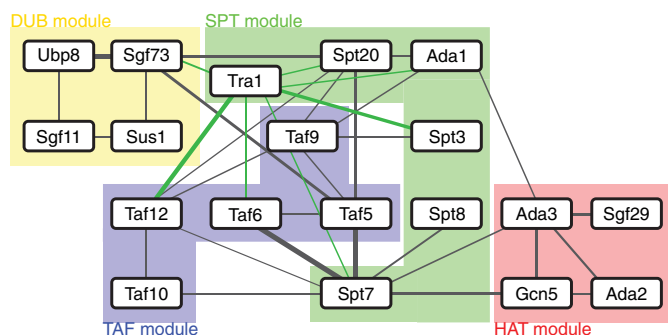 DUB module
SPT module
Ubp8
Sgf73
Spt20
Ada1
Tra1
Sgf11
Sus1
Taf9
Spt3
Taf12
Taf6
Taf5
Spt8
Ada3
Sgf29
Taf10
Spt7
Gcn5
Ada2
TAF module
HAT module